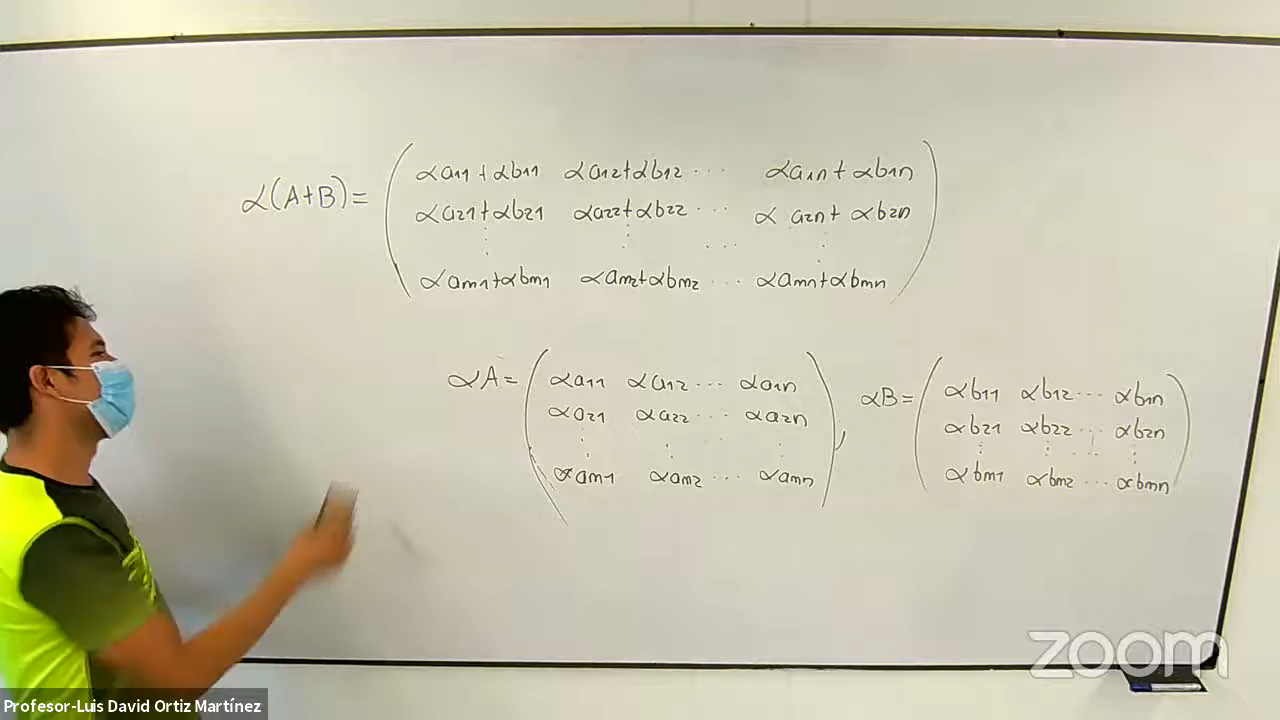 α(A+B)=
αa11+αb11 αa12+αb12 ... αa1n+αb1n
αa21+αb21 αa22+αb22 ... αa2n+αb2n
αam1+αbm1 αam2+αbm2 ... αamn+αbmn
αA= αa11 αa12 ... αa1n
αa21 αa22 ... αa2n
αam1 αam2 ... αamn ,
αB= αb11 αb12 ... αb1n
αb21 αb22 ... αb2n
αbm1 αbm2 ... αbmn
zoom
Profesor-Luis David Ortiz Martínez